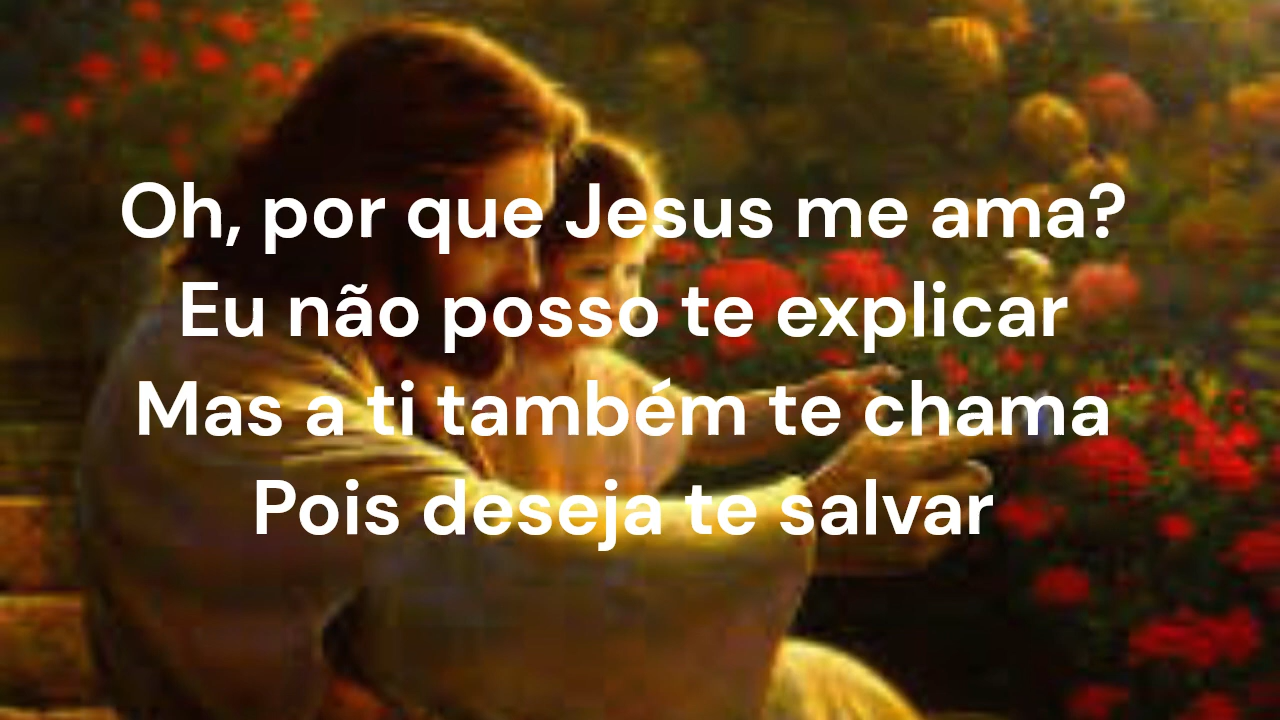 Oh, por que Jesus me ama?
Eu não posso te explicar
Mas a ti também te chama
Pois deseja te salvar